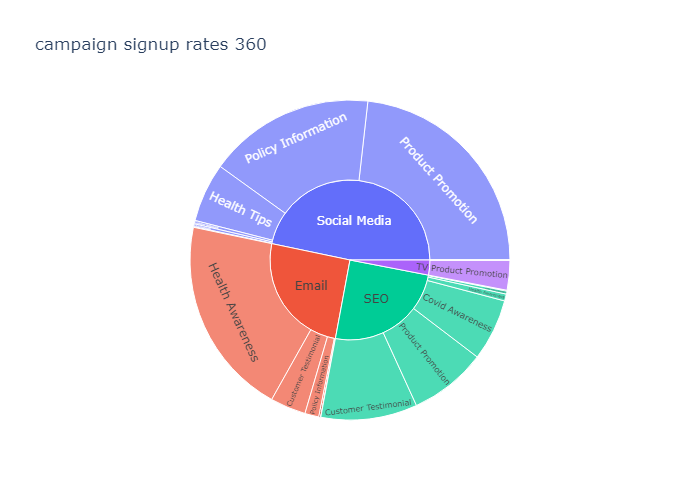 campaign signup rates 360
Policy Information
Product Promotion
Health Tips
Social Media
TV
Product Promotion
Email
SEO
Health Awareness
Covid Awareness
Customer Testimonial
Product Promotion
Policy Information
Customer Testimonial